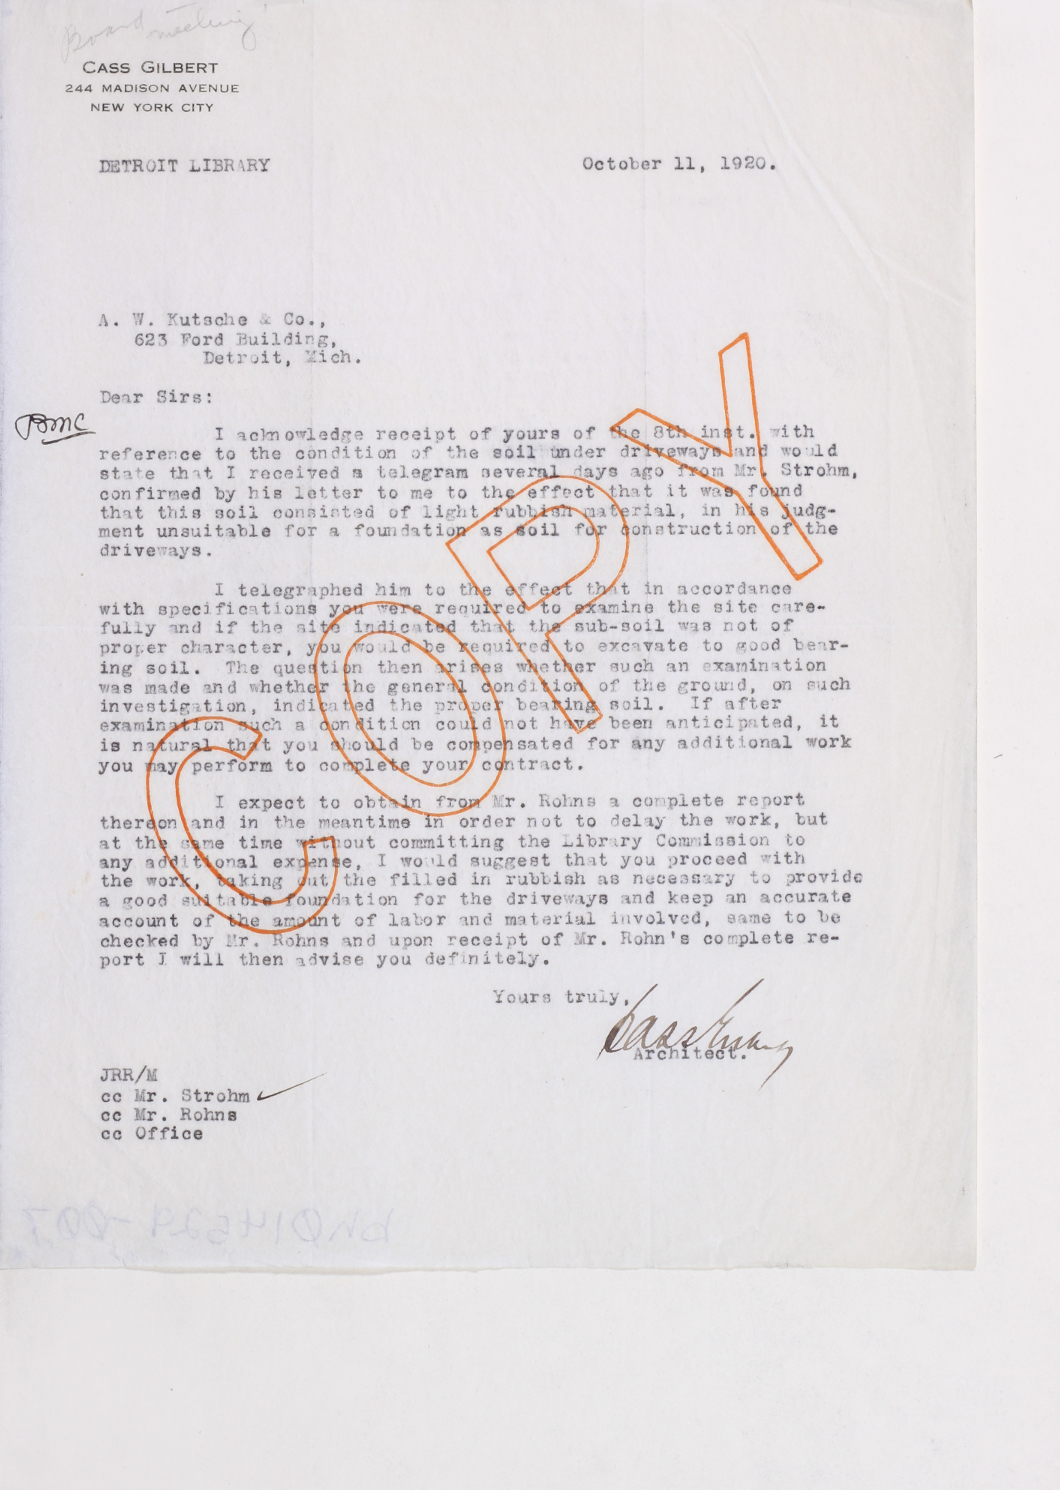 Board meeting
CASS GILBERT
244 MADISON AVENUE
NEW YORK CITY
DETROIT LIBRARY
October 11, 1920.
A. W. Kutsche & Co.,
623 Ford Building,
Detroit, Mich.
Dear Sirs:
I acknowledge receipt of yours of the 8th inst. with
reference to the condition of the soil under driveways and would
state that I received a telegram several days ago from Mr. Strohm,
confirmed by his letter to me to the effect that it was found
that this soil consisted of light rubbish material, in his judg-
ment unsuitable for a foundation as soil for construction of the
driveways.
I telegraphed him to the effect that in accordance
with specifications you were required to examine the site care-
fully and if the site indicated that the sub-soil was not of
proper character, you would be required to excavate to good bear-
ing soil. The question then arises whether such an examination
was made and whether the general condition of the ground, on such
investigation, indicated the proper bearing soil. If after
examination such a condition could not have been anticipated, it
is natural that you should be compensated for any additional work
you may perform to complete your contract.
I expect to obtain from Mr. Rohns a complete report
thereon and in the meantime in order not to delay the work, but
at the same time without committing the Library Commission to
any additional expense, I would suggest that you proceed with
the work, taking out the filled in rubbish as necessary to provide
a good suitable foundation for the driveways and keep an accurate
account of the amount of labor and material involved, same to be
checked by Mr. Rohns and upon receipt of Mr. Rohn's complete re-
port I will then advise you definitely.
Yours truly,
Cass Gilbert
Architect.
JRR/M
cc Mr. Strohm
cc Mr. Rohns
cc Office
COPY